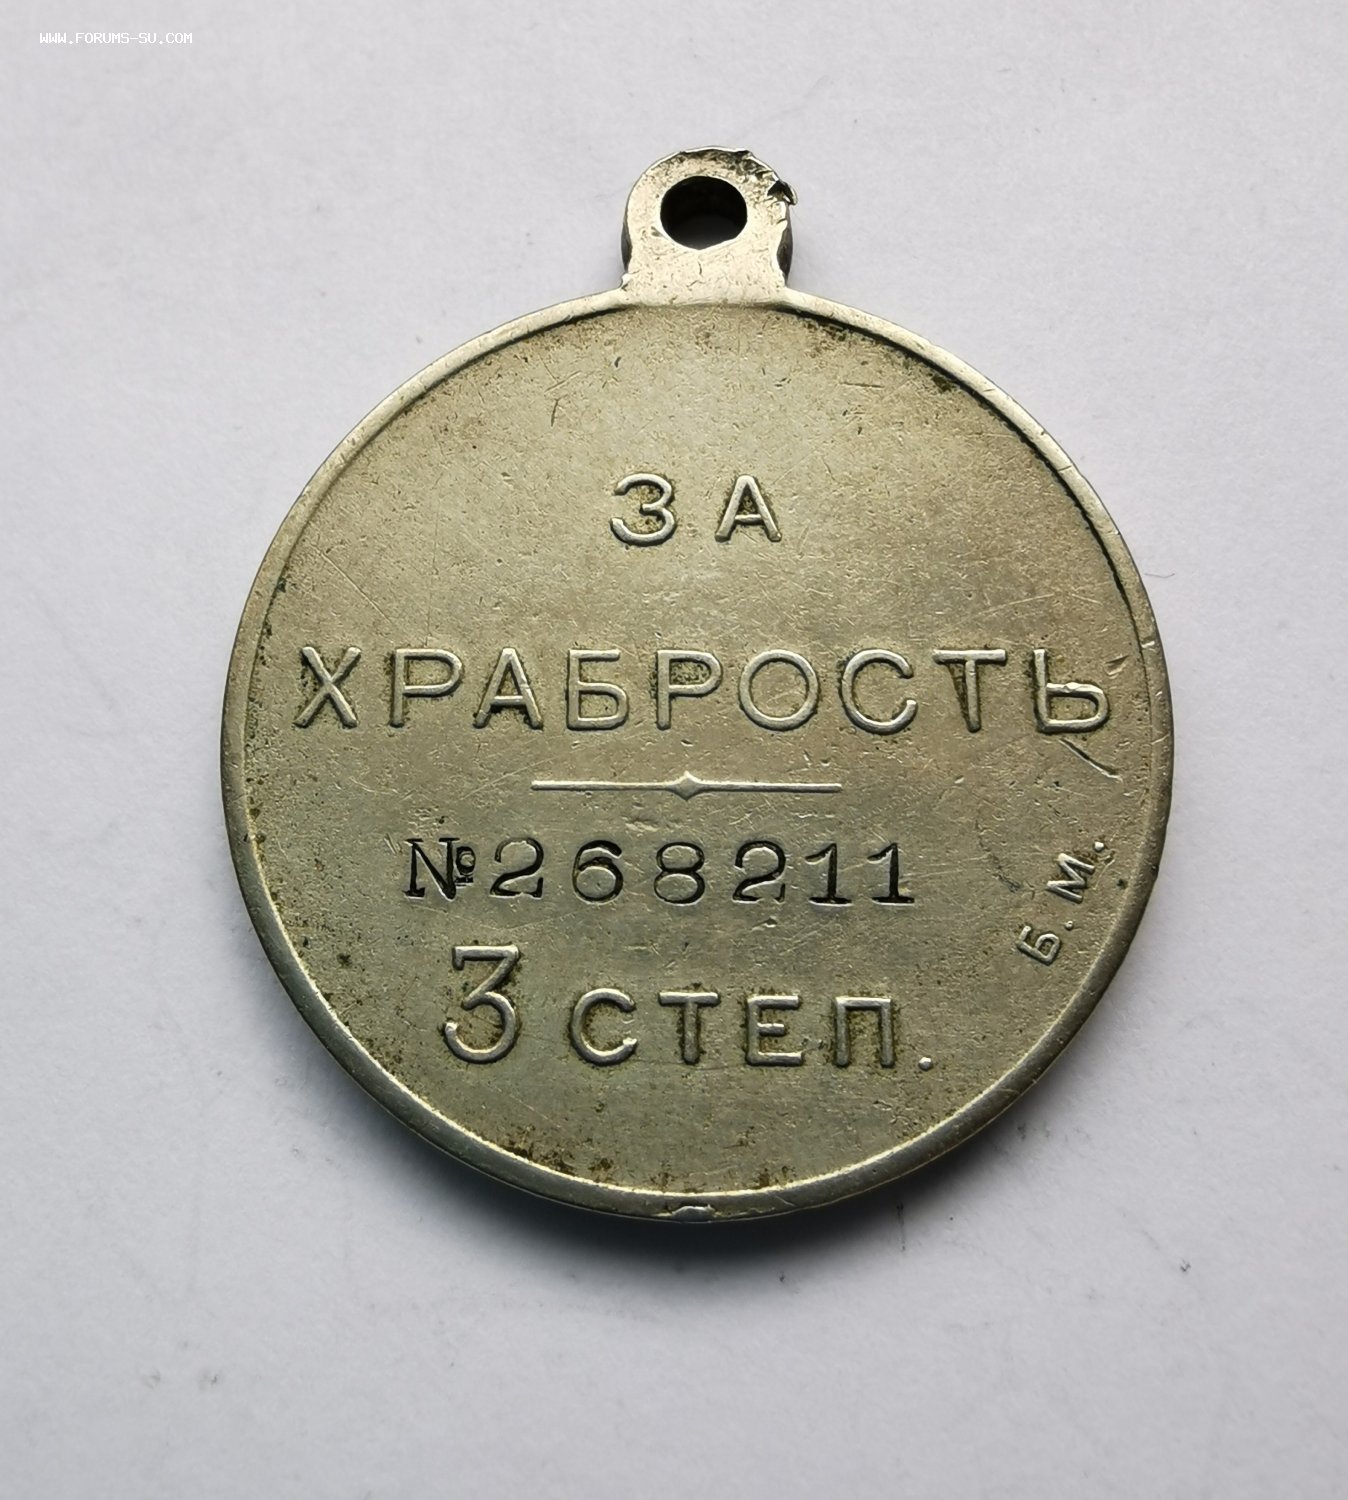 WWW.FORUMS-SU.COM
ЗА
ХРАБРОСТЬ
№268211
3 СТЕП.
Б.М.